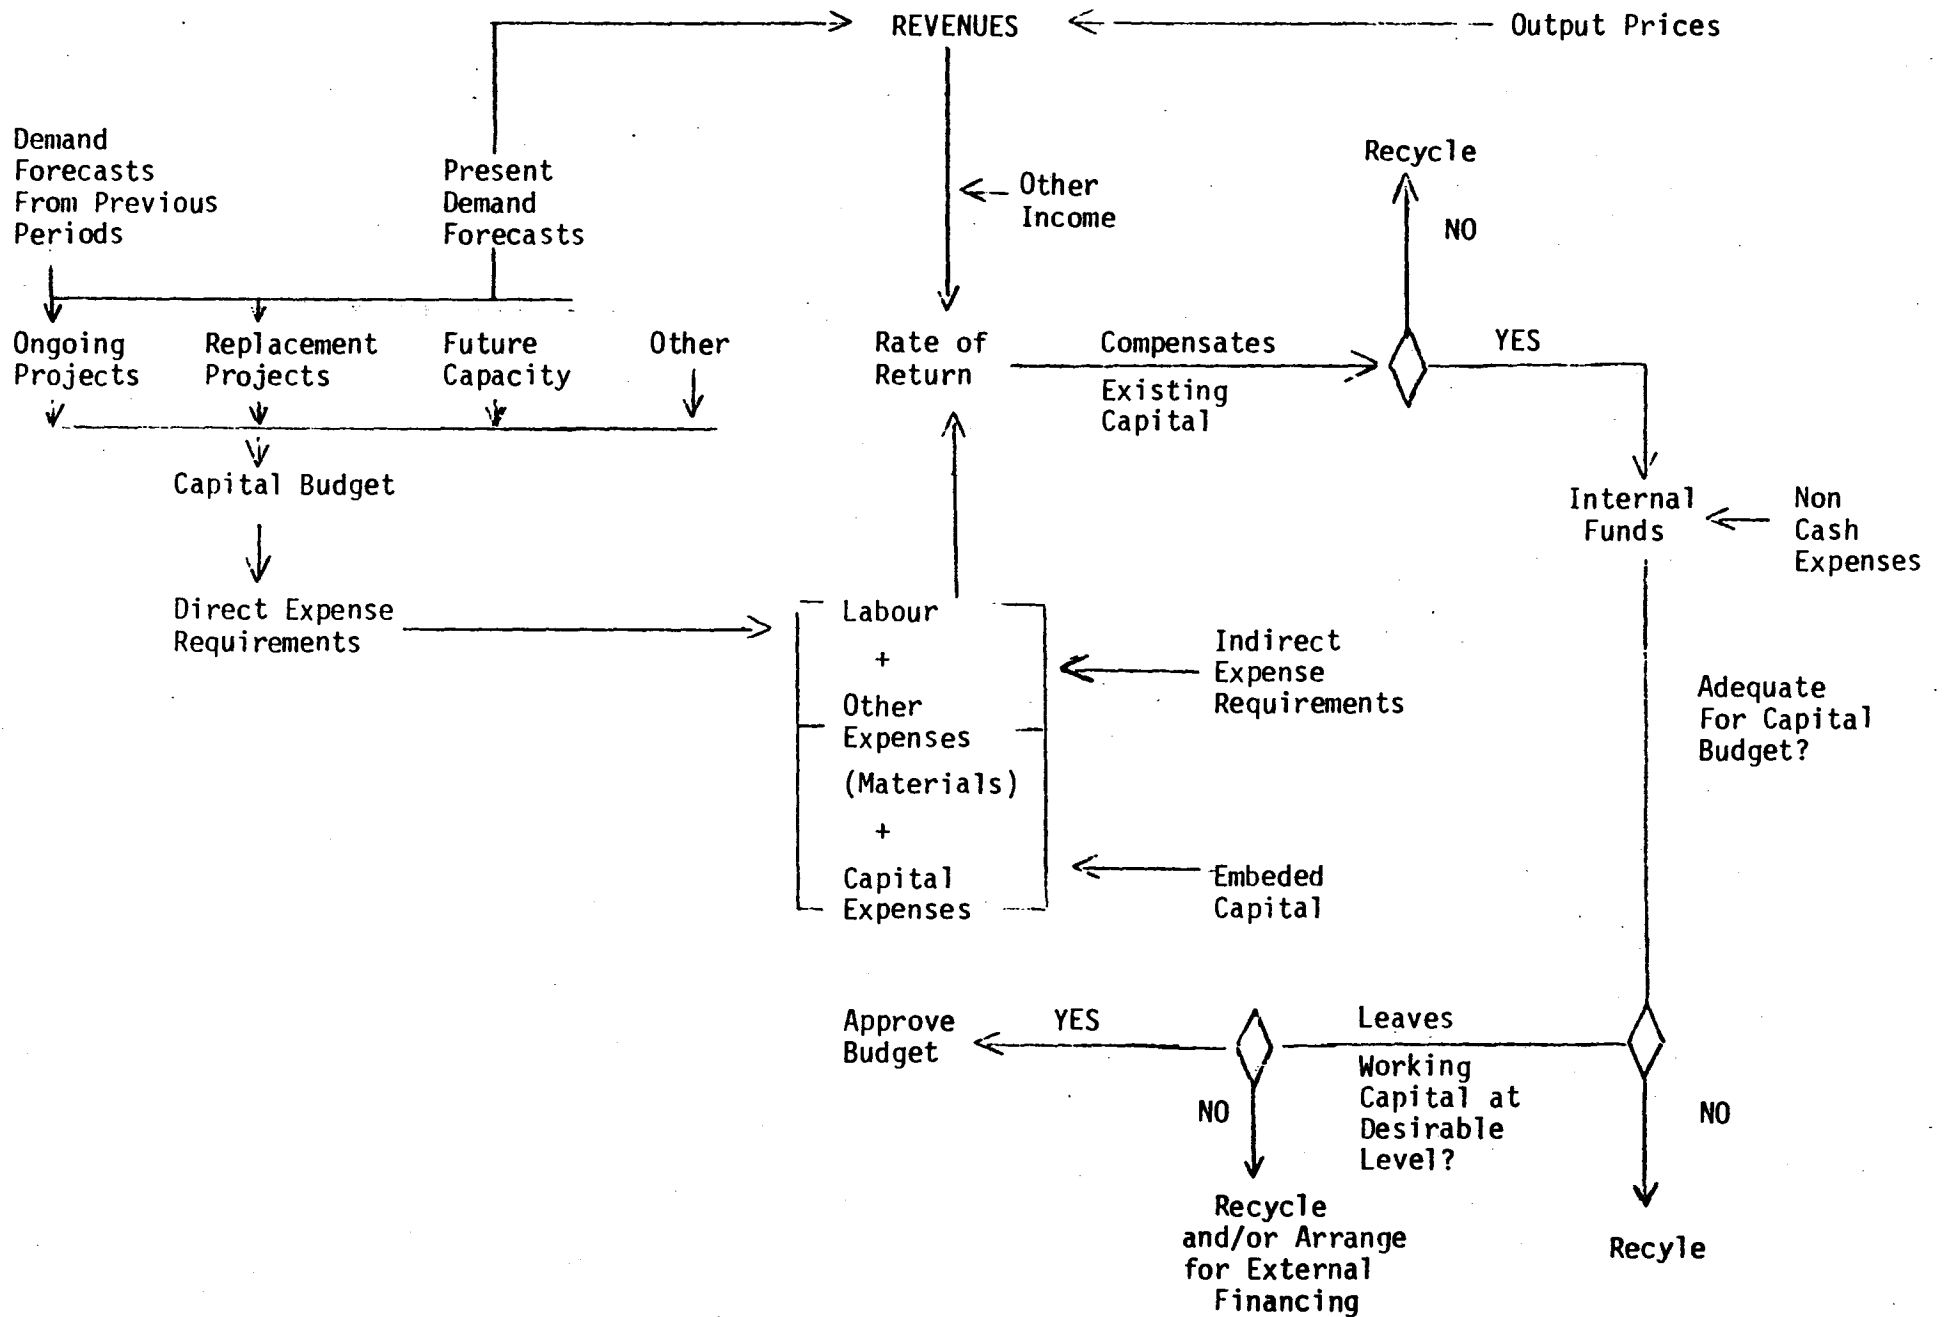 REVENUES
Output Prices
Demand
Forecasts
From Previous
Periods
Present
Demand
Forecasts
Other
Income
Recycle
NO
Ongoing
Projects
Replacement
Projects
Future
Capacity
Other
Rate of
Return
Compensates
Existing
Capital
YES
Capital Budget
Internal
Funds
Non
Cash
Expenses
Direct Expense
Requirements
Labour
+
Other
Expenses
(Materials)
+
Capital
Expenses
Indirect
Expense
Requirements
Embeded
Capital
Adequate
For Capital
Budget?
Approve
Budget
YES
Leaves
Working
Capital at
Desirable
Level?
NO
NO
Recycle
and/or Arrange
for External
Financing
Recyle